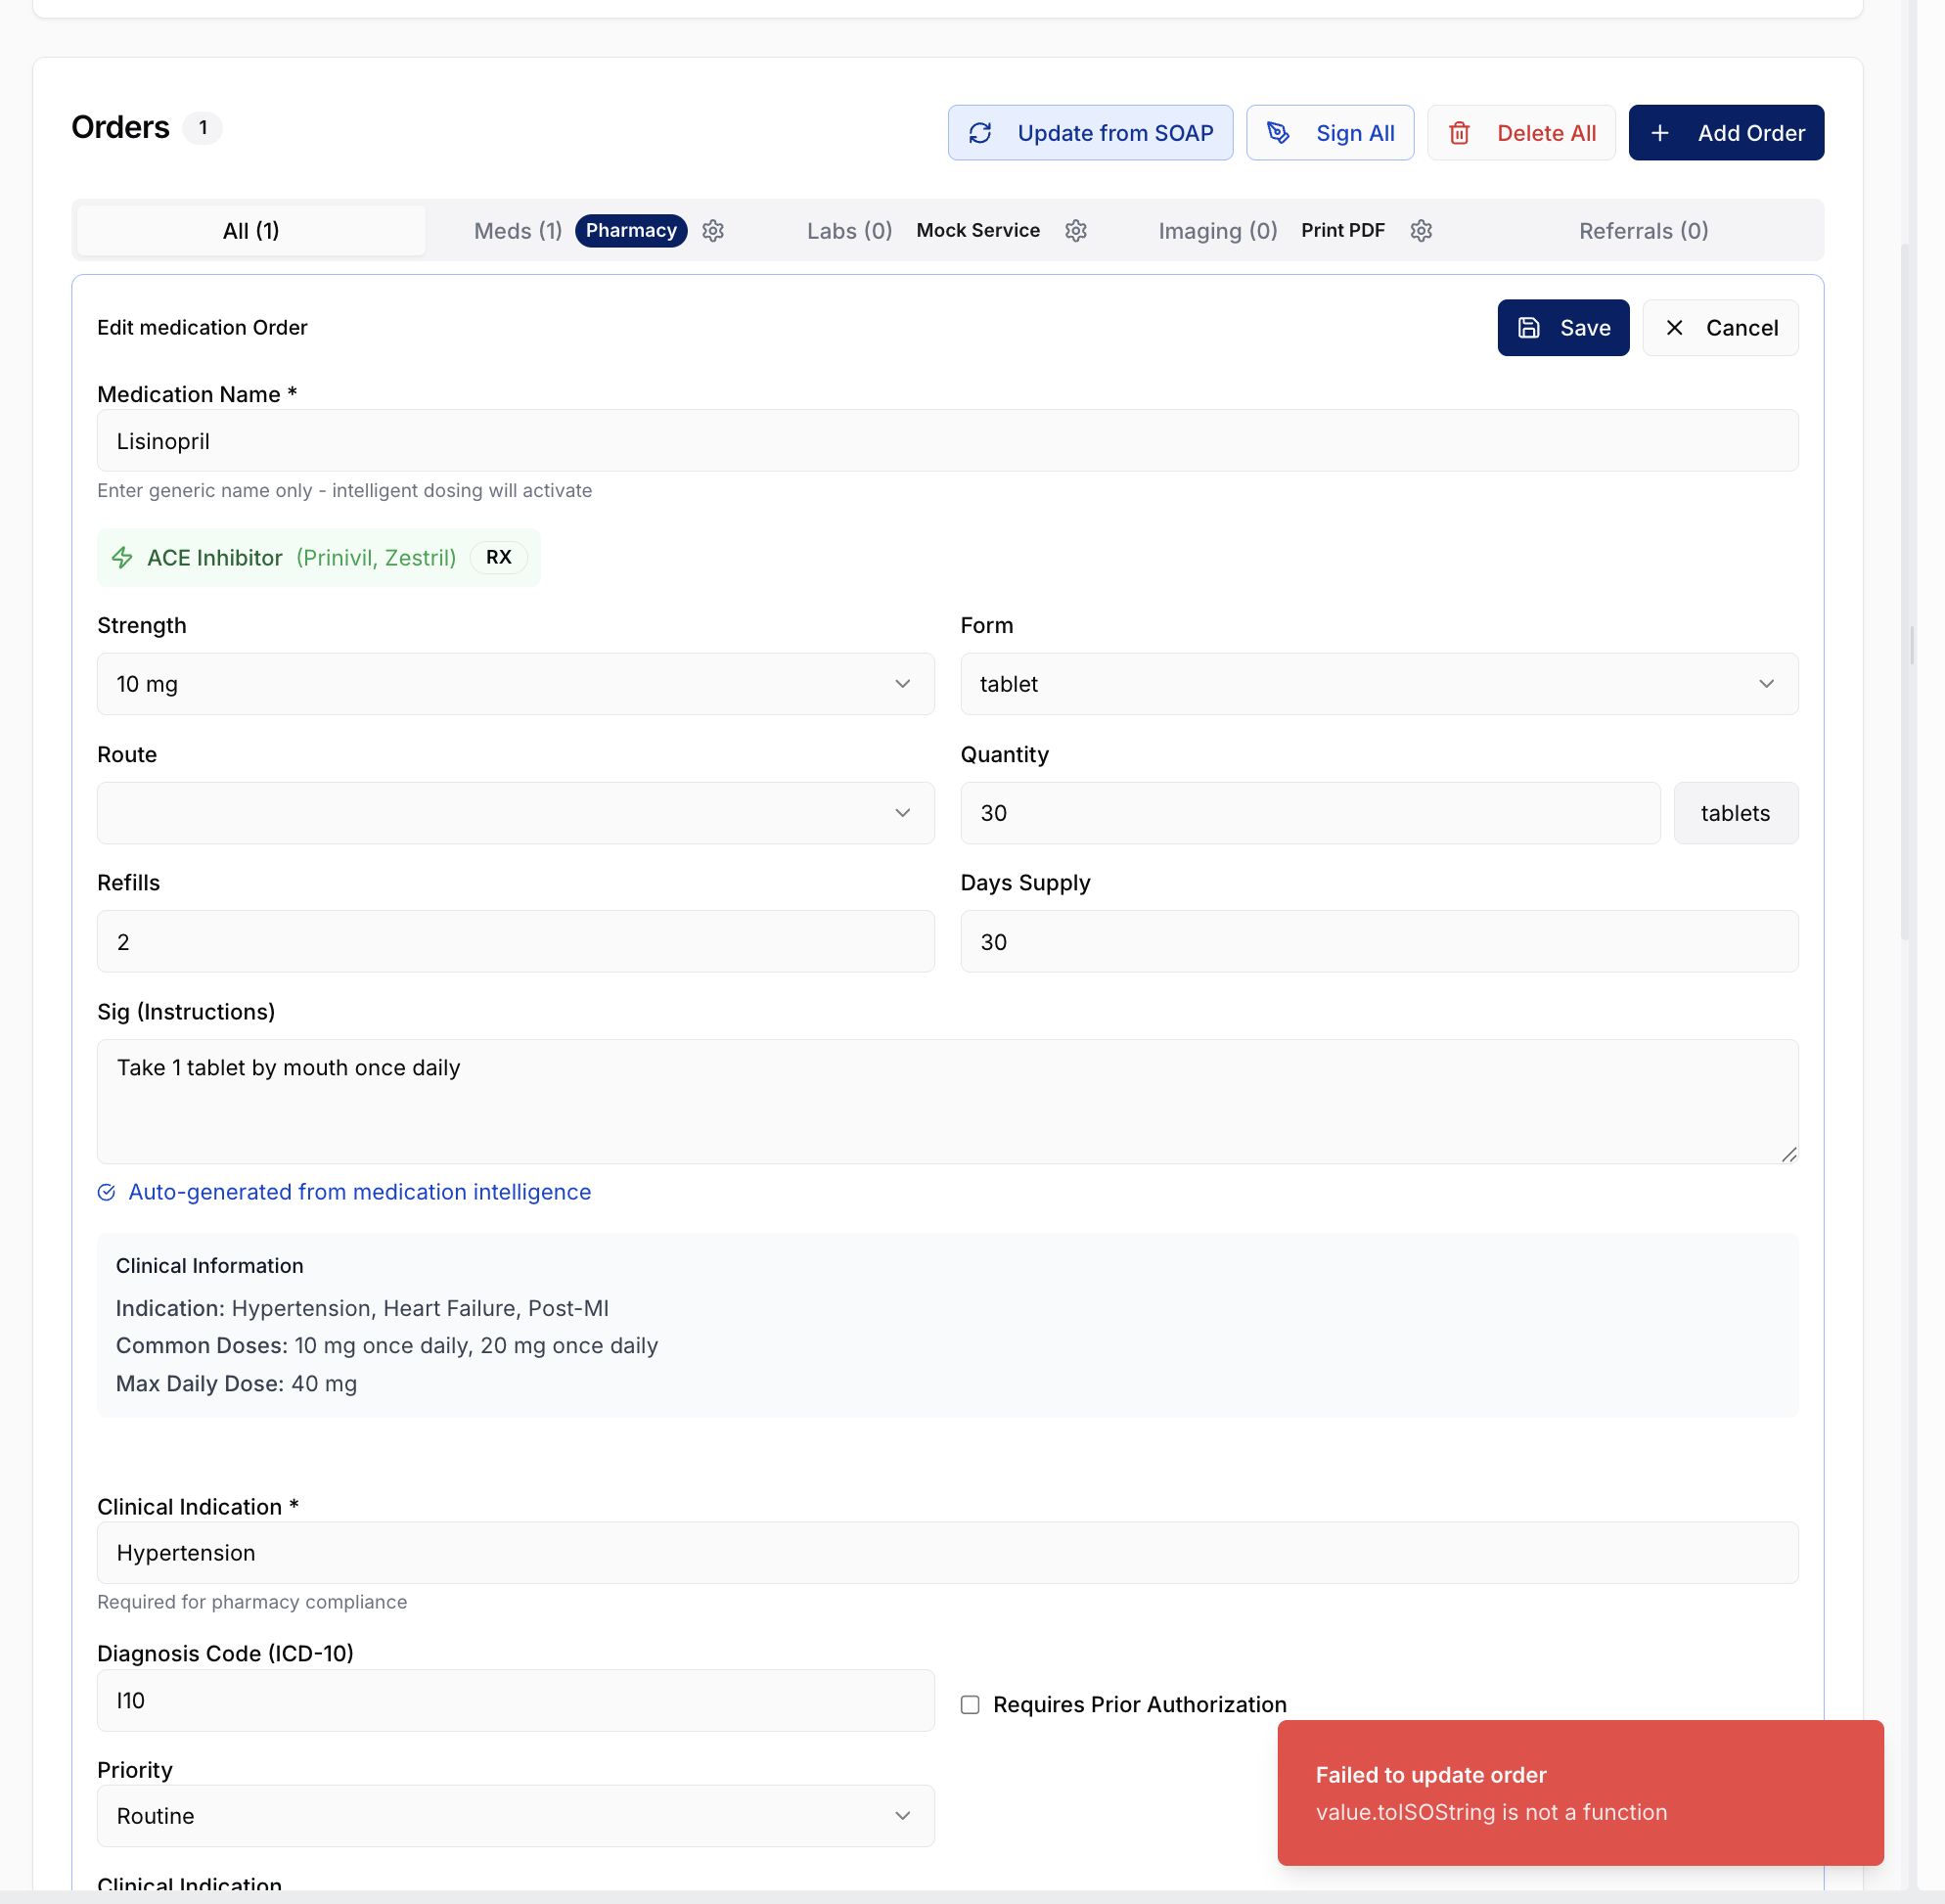 Orders 1
Update from SOAP
Sign All
Delete All
Add Order
All (1)
Meds (1) Pharmacy
Labs (0) Mock Service
Imaging (0) Print PDF
Referrals (0)
Edit medication Order
Save
Cancel
Medication Name *
Lisinopril
Enter generic name only - intelligent dosing will activate
ACE Inhibitor (Prinivil, Zestril) RX
Strength
10 mg
Form
tablet
Route
Quantity
30
tablets
Refills
2
Days Supply
30
Sig (Instructions)
Take 1 tablet by mouth once daily
Auto-generated from medication intelligence
Clinical Information
Indication: Hypertension, Heart Failure, Post-MI
Common Doses: 10 mg once daily, 20 mg once daily
Max Daily Dose: 40 mg
Clinical Indication *
Hypertension
Required for pharmacy compliance
Diagnosis Code (ICD-10)
I10
Requires Prior Authorization
Priority
Routine
Failed to update order
value.toISOString is not a function
Clinical Indication